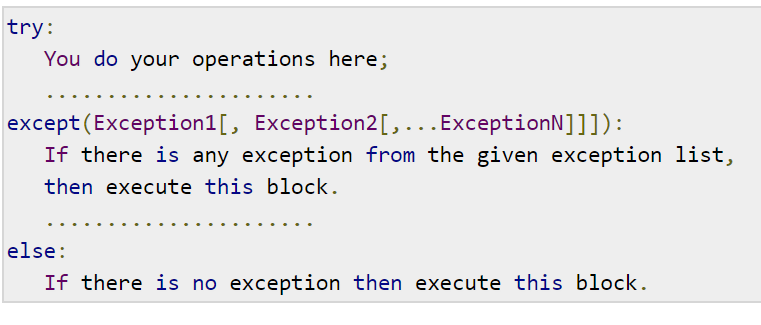 try:
You do your operations here;
......................
except(Exception1[, Exception2[,...ExceptionN]]]):
If there is any exception from the given exception list,
then execute this block.
......................
else:
If there is no exception then execute this block.